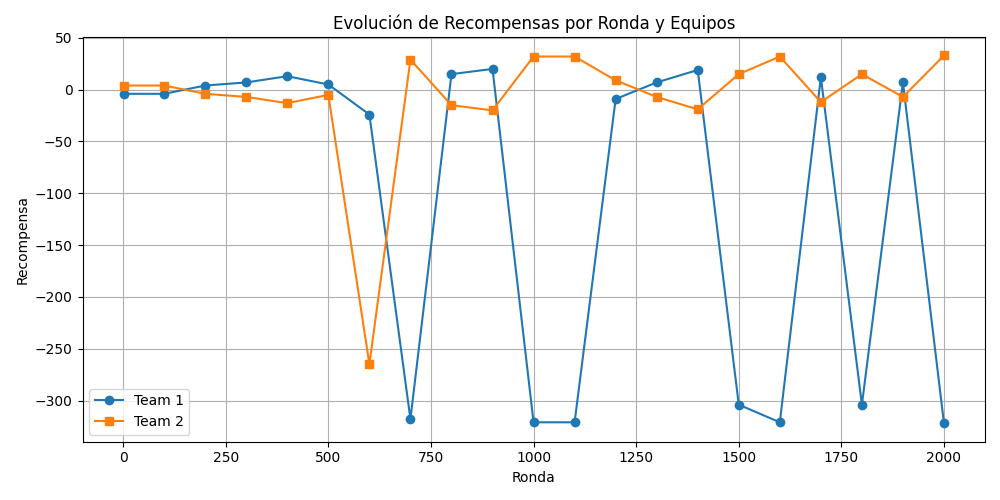 Evolución de Recompensas por Ronda y Equipos
Recompensa
50
0
−50
−100
−150
−200
−250
−300
Team 1
Team 2
0 250 500 750 1000 1250 1500 1750 2000
Ronda